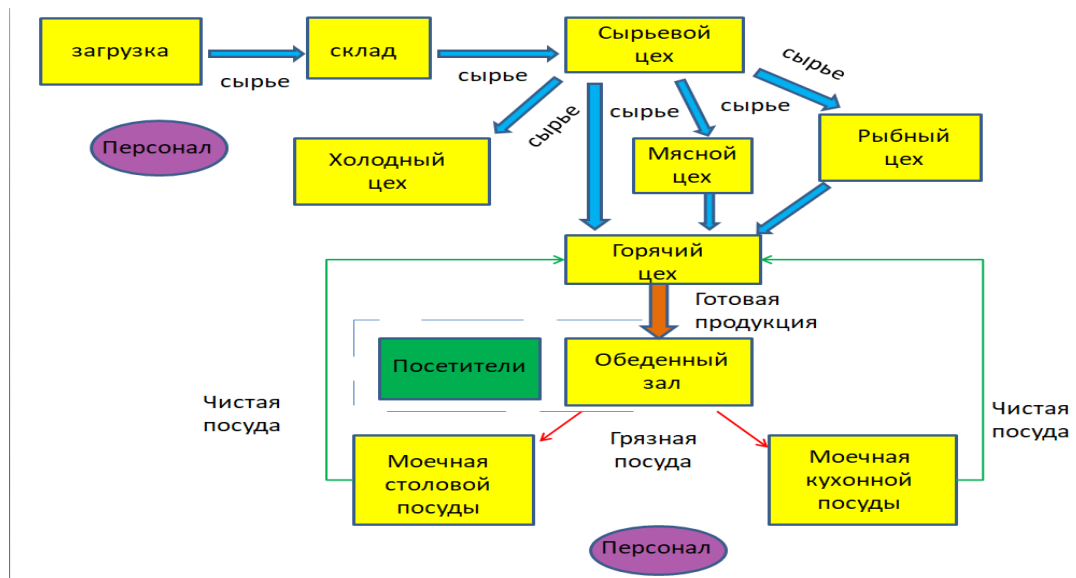 загрузка
сырье
склад
сырье
Сырьевой
цех
сырье
сырье
сырье
сырье
Персонал
Холодный
цех
Мясной
цех
Рыбный
цех
Горячий
цех
Готовая
продукция
Посетители
Обеденный
зал
Чистая
посуда
Грязная
посуда
Чистая
посуда
Моечная
столовой
посуды
Моечная
кухонной
посуды
Персонал